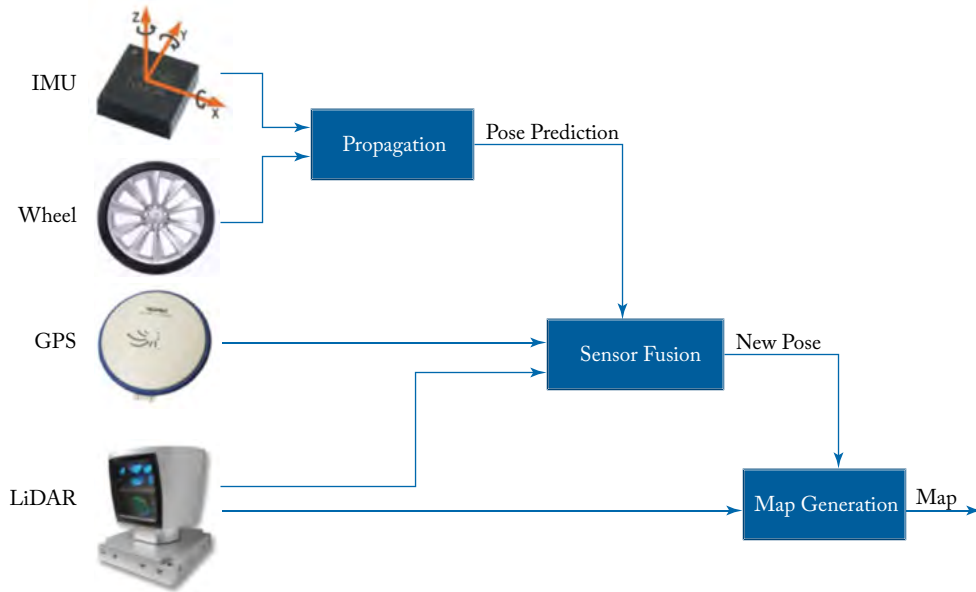 Z
Y
X
IMU
Propagation
Pose Prediction
Wheel
GPS
Sensor Fusion
New Pose
LiDAR
Map Generation
Map